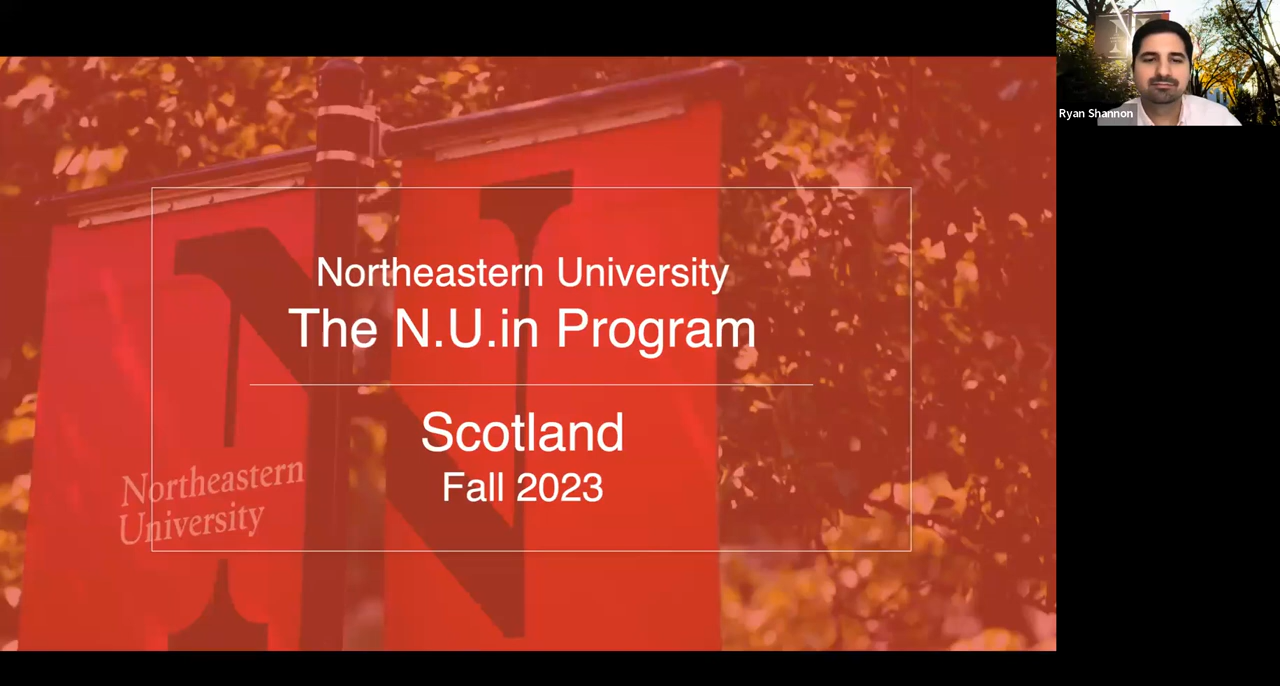 Northeastern University
The N.U.in Program
Scotland
Fall 2023
Northeastern
University
N
Ryan Shannon